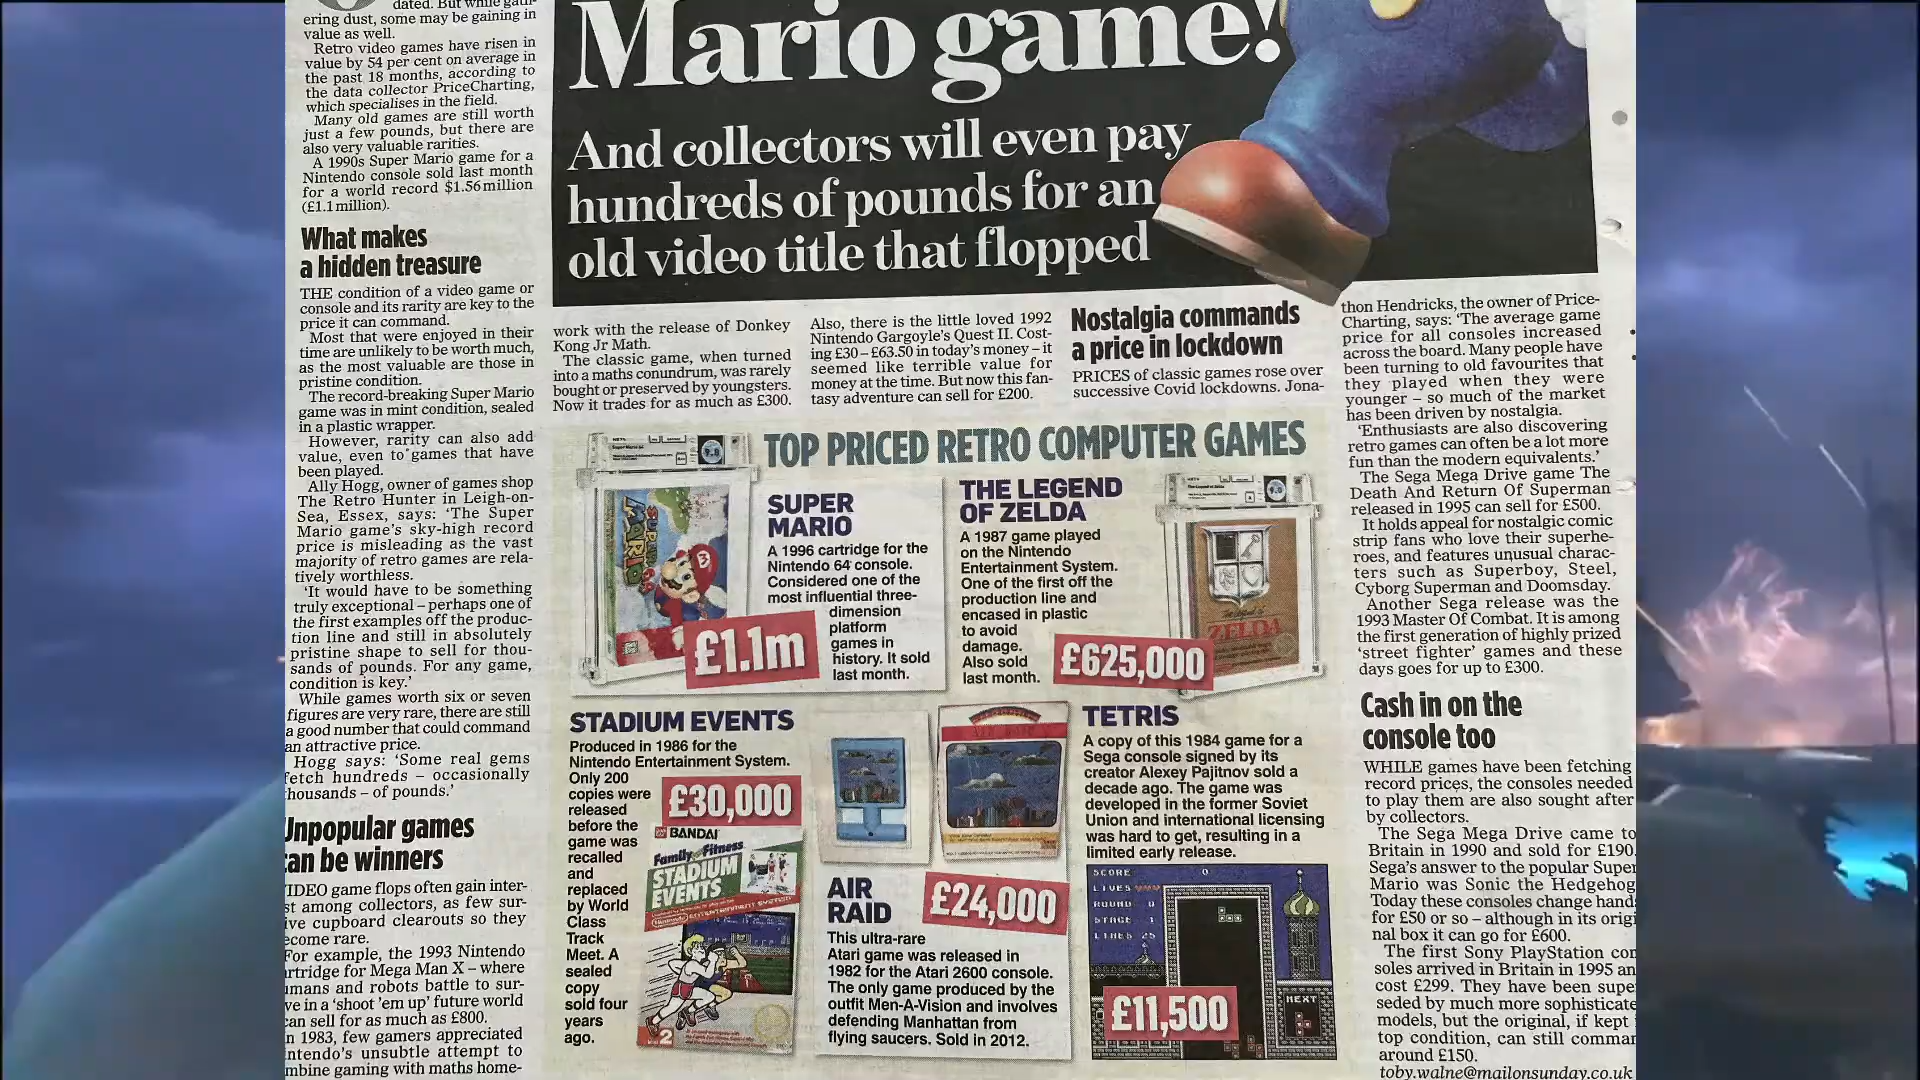 dated. But while gath-
ering dust, some may be gaining in
value as well.
Retro video games have risen in
value by 54 per cent on average in
the past 18 months, according to
the data collector PriceCharting,
which specialises in the field.
Many old games are still worth
just a few pounds, but there are
also very valuable rarities.
A 1990s Super Mario game for a
Nintendo console sold last month
for a world record $1.56 million
(£1.1 million).
What makes
a hidden treasure
THE condition of a video game or
console and its rarity are key to the
price it can command.
Most that were enjoyed in their
time are unlikely to be worth much,
as the most valuable are those in
pristine condition.
The record-breaking Super Mario
game was in mint condition, sealed
in a plastic wrapper.
However, rarity can also add
value, even to games that have
been played.
Ally Hogg, owner of games shop
The Retro Hunter in Leigh-on-
Sea, Essex, says: 'The Super
Mario game's sky-high record
price is misleading as the vast
majority of retro games are rela-
tively worthless.
'It would have to be something
truly exceptional – perhaps one of
the first examples off the produc-
tion line and still in absolutely
pristine shape to sell for thou-
sands of pounds. For any game,
condition is key.'
While games worth six or seven
figures are very rare, there are still
a good number that could command
an attractive price.
Hogg says: 'Some real gems
fetch hundreds – occasionally
housands – of pounds.'
Unpopular games
can be winners
IDEO game flops often gain inter-
st among collectors, as few sur-
ive cupboard clearouts so they
ecome rare.
For example, the 1993 Nintendo
rtridge for Mega Man X – where
umans and robots battle to sur-
ve in a 'shoot 'em up' future world
can sell for as much as £800.
n 1983, few gamers appreciated
ntendo's unsubtle attempt to
mbine gaming with maths home-
Mario game!
And collectors will even pay
hundreds of pounds for an
old video title that flopped
work with the release of Donkey
Kong Jr Math.
The classic game, when turned
into a maths conundrum, was rarely
bought or preserved by youngsters.
Now it trades for as much as £300.
Also, there is the little loved 1992
Nintendo Gargoyle's Quest II. Cost-
ing £30 – £63.50 in today's money – it
seemed like terrible value for
money at the time. But now this fan-
tasy adventure can sell for £200.
Nostalgia commands
a price in lockdown
PRICES of classic games rose over
successive Covid lockdowns. Jona-
thon Hendricks, the owner of Price-
Charting, says: 'The average game
price for all consoles increased
across the board. Many people have
been turning to old favourites that
they played when they were
younger – so much of the market
has been driven by nostalgia.
'Enthusiasts are also discovering
retro games can often be a lot more
fun than the modern equivalents.'
The Sega Mega Drive game The
Death And Return Of Superman
released in 1995 can sell for £500.
It holds appeal for nostalgic comic
strip fans who love their superhe-
roes, and features unusual charac-
ters such as Superboy, Steel,
Cyborg Superman and Doomsday.
Another Sega release was the
1993 Master Of Combat. It is among
the first generation of highly prized
'street fighter' games and these
days goes for up to £300.
Cash in on the
console too
WHILE games have been fetching
record prices, the consoles needed
to play them are also sought after
by collectors.
The Sega Mega Drive came to
Britain in 1990 and sold for £190.
Sega's answer to the popular Super
Mario was Sonic the Hedgehog
Today these consoles change hand
for £50 or so – although in its origi
nal box it can go for £600.
The first Sony PlayStation con
soles arrived in Britain in 1995 an
cost £299. They have been supe
seded by much more sophisticate
models, but the original, if kept
top condition, can still comman
around £150.
toby.walne@mailonsunday.co.uk
TOP PRICED RETRO COMPUTER GAMES
SUPER
MARIO
A 1996 cartridge for the
Nintendo 64 console.
Considered one of the
most influential three-
dimension
platform
games in
history. It sold
last month.
9.8
SUPER
MARIO
64
£1.1m
THE LEGEND
OF ZELDA
A 1987 game played
on the Nintendo
Entertainment System.
One of the first off the
production line and
encased in plastic
to avoid
damage.
Also sold
last month.
9.0
ZELDA
£625,000
STADIUM EVENTS
Produced in 1986 for the
Nintendo Entertainment System.
Only 200
copies were
released
before the
game was
recalled
and
replaced
by World
Class
Track
Meet. A
sealed
copy
sold four
years
ago.
£30,000
BANDAI
Family Fitness
STADIUM
EVENTS
Nintendo ENTERTAINMENT SYSTEM
2
AIR RAID
AIR
RAID
£24,000
This ultra-rare
Atari game was released in
1982 for the Atari 2600 console.
The only game produced by the
outfit Men-A-Vision and involves
defending Manhattan from
flying saucers. Sold in 2012.
TETRIS
A copy of this 1984 game for a
Sega console signed by its
creator Alexey Pajitnov sold a
decade ago. The game was
developed in the former Soviet
Union and international licensing
was hard to get, resulting in a
limited early release.
SCORE 0
LIVES
ROUND 0
STAGE 1
LINES 25
NEXT
£11,500